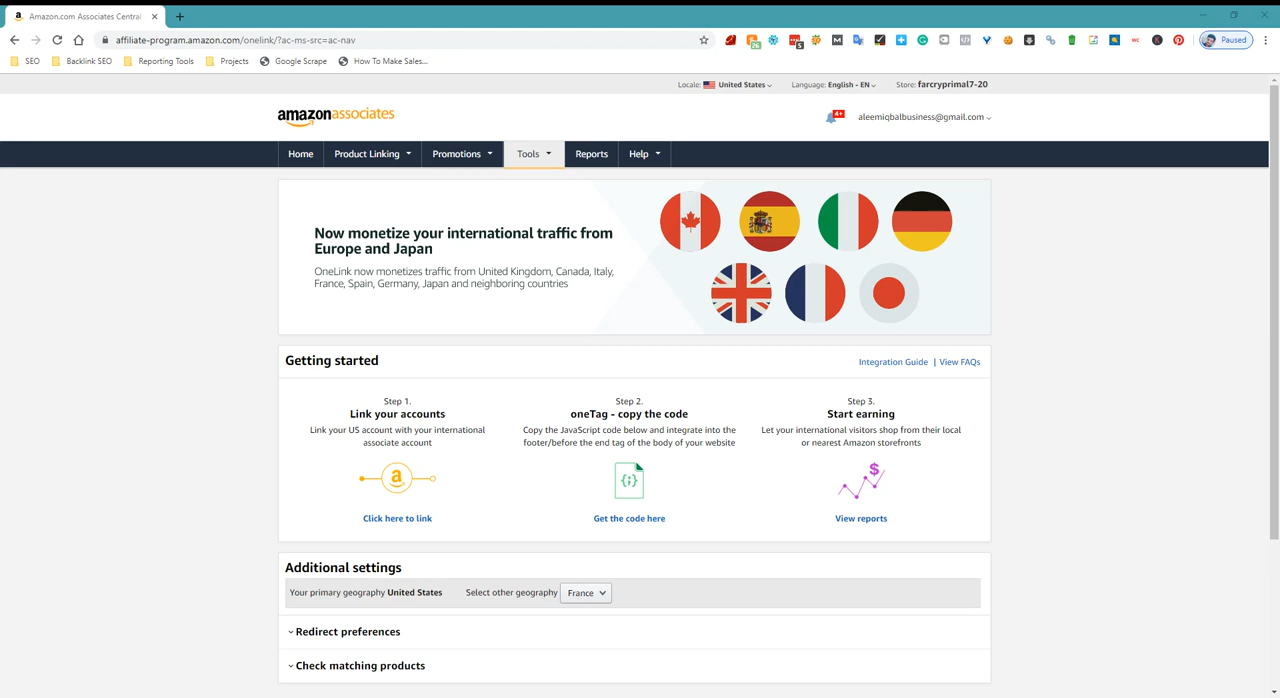 Amazon.com Associates Central
affiliate-program.amazon.com/onelink/?ac-ms-src=ac-nav
Paused
SEO
Backlink SEO
Reporting Tools
Projects
Google Scrape
How To Make Sales...
Locale: United States
Language: English - EN
Store: farcryprimal7-20
amazonassociates
4+
aleemiqbalbusiness@gmail.com
Home
Product Linking
Promotions
Tools
Reports
Help
Now monetize your international traffic from
Europe and Japan
OneLink now monetizes traffic from United Kingdom, Canada, Italy,
France, Spain, Germany, Japan and neighboring countries
Getting started
Integration Guide | View FAQs
Step 1.
Link your accounts
Link your US account with your international
associate account
Click here to link
Step 2.
oneTag - copy the code
Copy the JavaScript code below and integrate into the
footer/before the end tag of the body of your website
Get the code here
Step 3.
Start earning
Let your international visitors shop from their local
or nearest Amazon storefronts
View reports
Additional settings
Your primary geography United States
Select other geography France
Redirect preferences
Check matching products